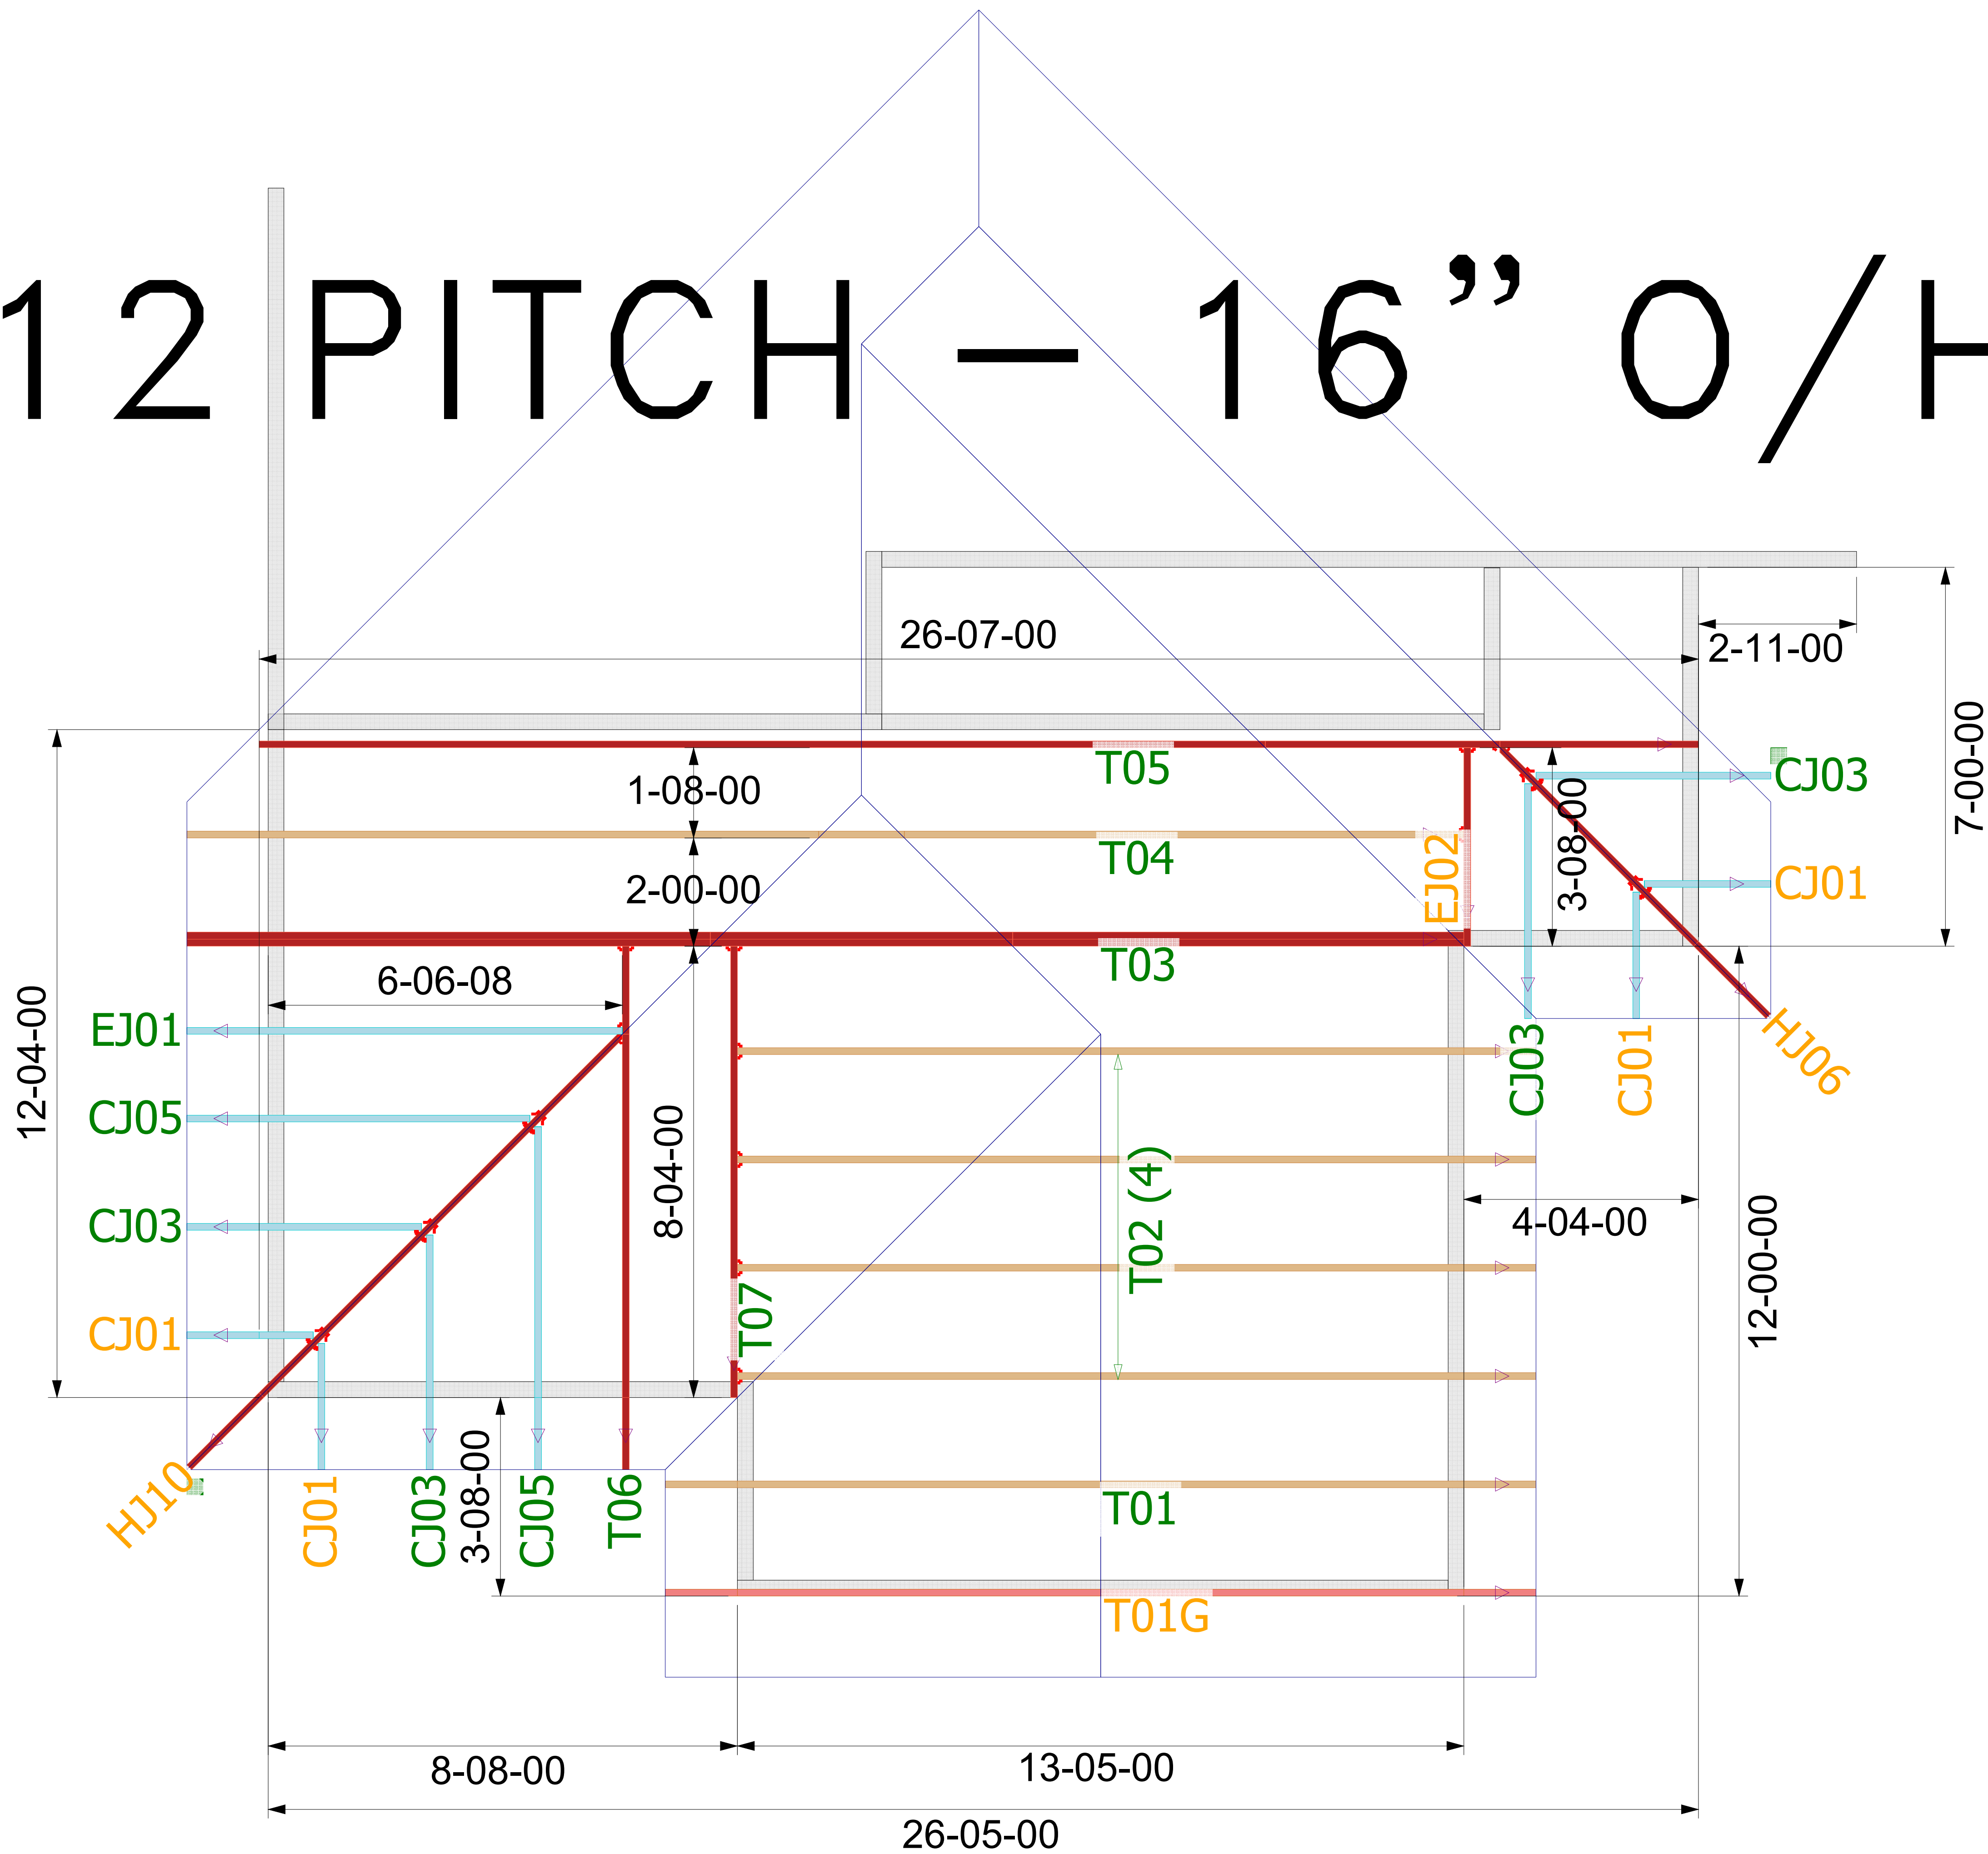 12 PITCH - 16” O/H
26-07-00
2-11-00
7-00-00
T05
CJ03
1-08-00
3-08-00
T04
EJ02
CJ01
2-00-00
T03
6-06-08
EJ01
12-04-00
HJ06
CJ03
CJ01
CJ05
8-04-00
T02 (4)
4-04-00
CJ03
12-00-00
T07
CJ01
HJ10
CJ01
CJ03
3-08-00
CJ05
T06
T01
T01G
8-08-00
13-05-00
26-05-00